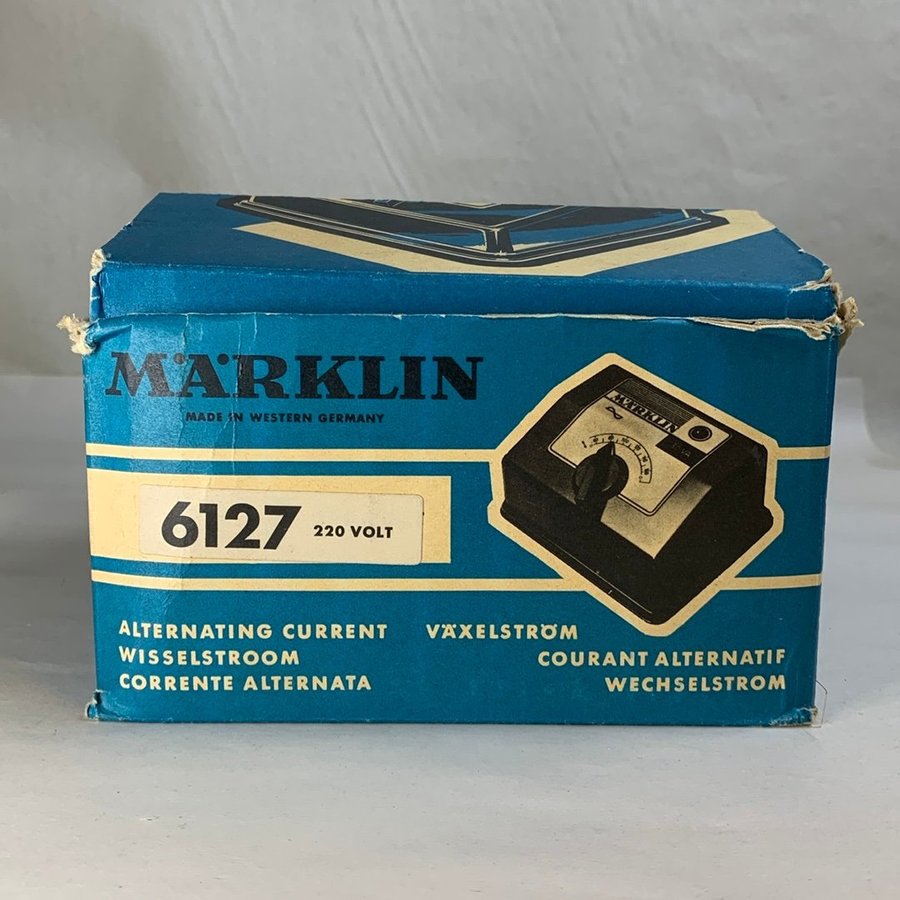 MÄRKLIN
MADE IN WESTERN GERMANY
MÄRKLIN
6127 220 VOLT
ALTERNATING CURRENT VÄXELSTRÖM
WISSELSTROOM COURANT ALTERNATIF
CORRENTE ALTERNATA WECHSELSTROM